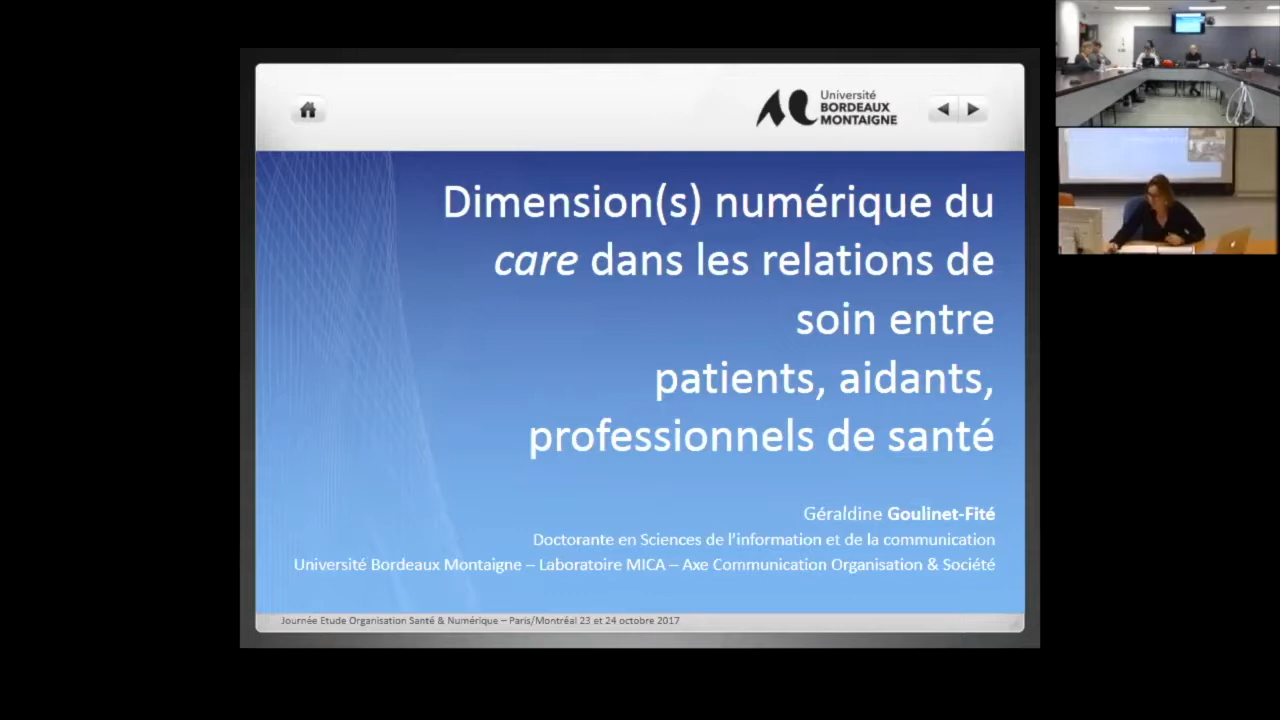 Université
BORDEAUX
MONTAIGNE
Dimension(s) numérique du
care dans les relations de
soin entre
patients, aidants,
professionnels de santé
Géraldine Goulinet-Fité
Doctorante en Sciences de l'information et de la communication
Université Bordeaux Montaigne – Laboratoire MICA – Axe Communication Organisation & Société
Journée Etude Organisation Santé & Numérique – Paris/Montréal 23 et 24 octobre 2017